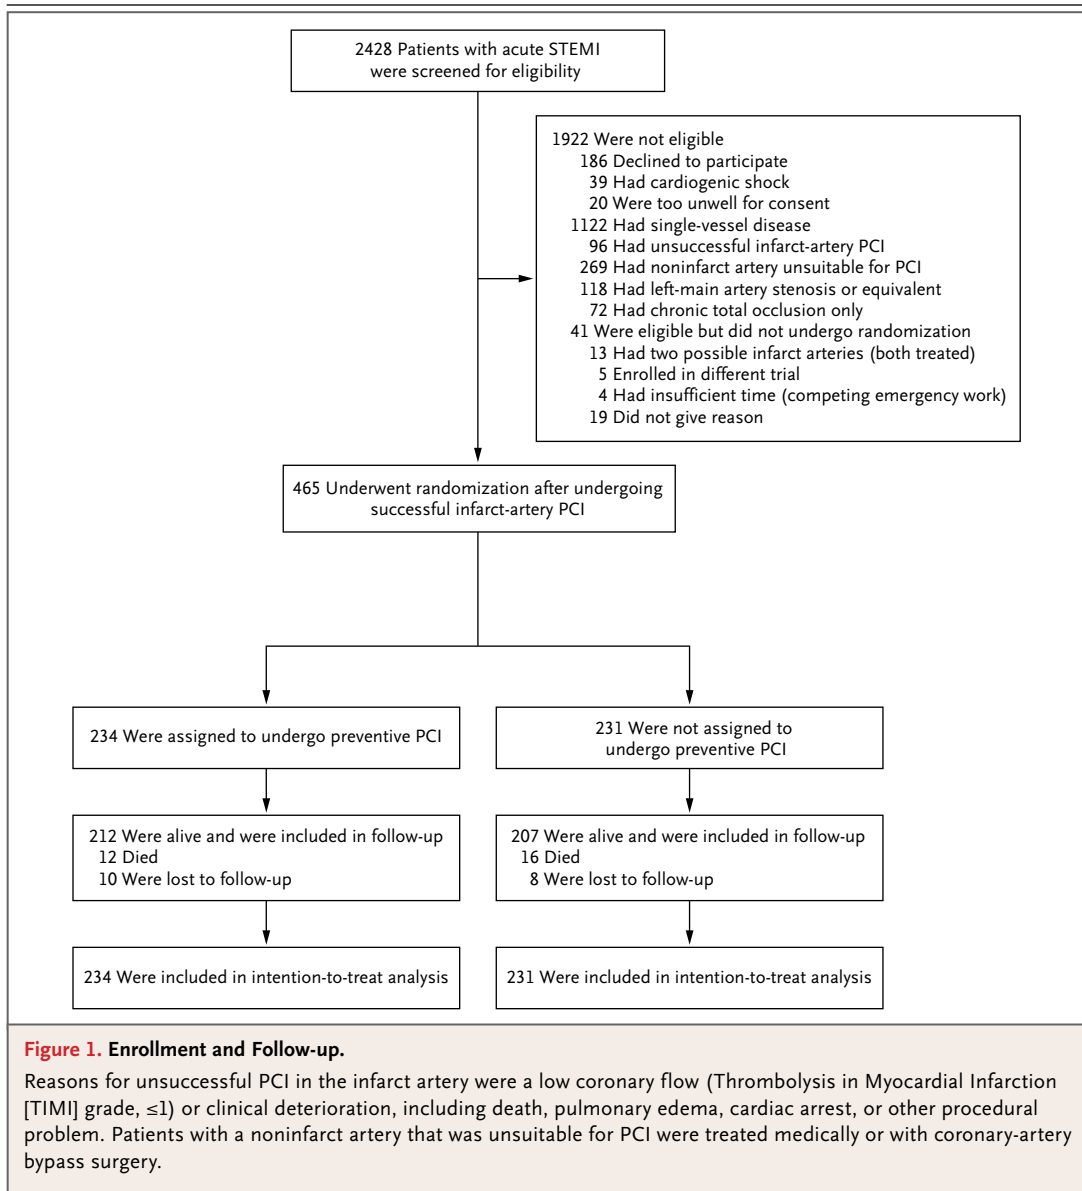 2428 Patients with acute STEMI
were screened for eligibility
1922 Were not eligible
186 Declined to participate
39 Had cardiogenic shock
20 Were too unwell for consent
1122 Had single-vessel disease
96 Had unsuccessful infarct-artery PCI
269 Had noninfarct artery unsuitable for PCI
118 Had left-main artery stenosis or equivalent
72 Had chronic total occlusion only
41 Were eligible but did not undergo randomization
13 Had two possible infarct arteries (both treated)
5 Enrolled in different trial
4 Had insufficient time (competing emergency work)
19 Did not give reason
465 Underwent randomization after undergoing
successful infarct-artery PCI
234 Were assigned to undergo preventive PCI
231 Were not assigned to
undergo preventive PCI
212 Were alive and were included in follow-up
12 Died
10 Were lost to follow-up
207 Were alive and were included in follow-up
16 Died
8 Were lost to follow-up
234 Were included in intention-to-treat analysis
231 Were included in intention-to-treat analysis
Figure 1. Enrollment and Follow-up.
Reasons for unsuccessful PCI in the infarct artery were a low coronary flow (Thrombolysis in Myocardial Infarction
[TIMI] grade, ≤1) or clinical deterioration, including death, pulmonary edema, cardiac arrest, or other procedural
problem. Patients with a noninfarct artery that was unsuitable for PCI were treated medically or with coronary-artery
bypass surgery.